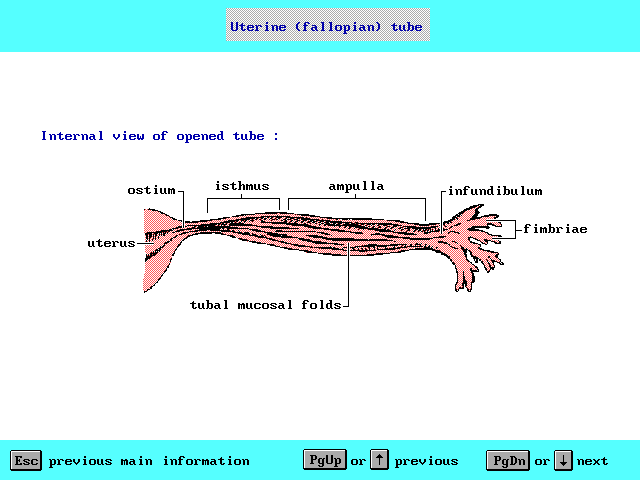 Uterine (fallopian) tube
Internal view of opened tube :
isthmus
ampulla
ostium
infundibulum
uterus
fimbriae
tubal mucosal folds
Esc previous main information PgUp or ↑ previous PgDn or ↓ next